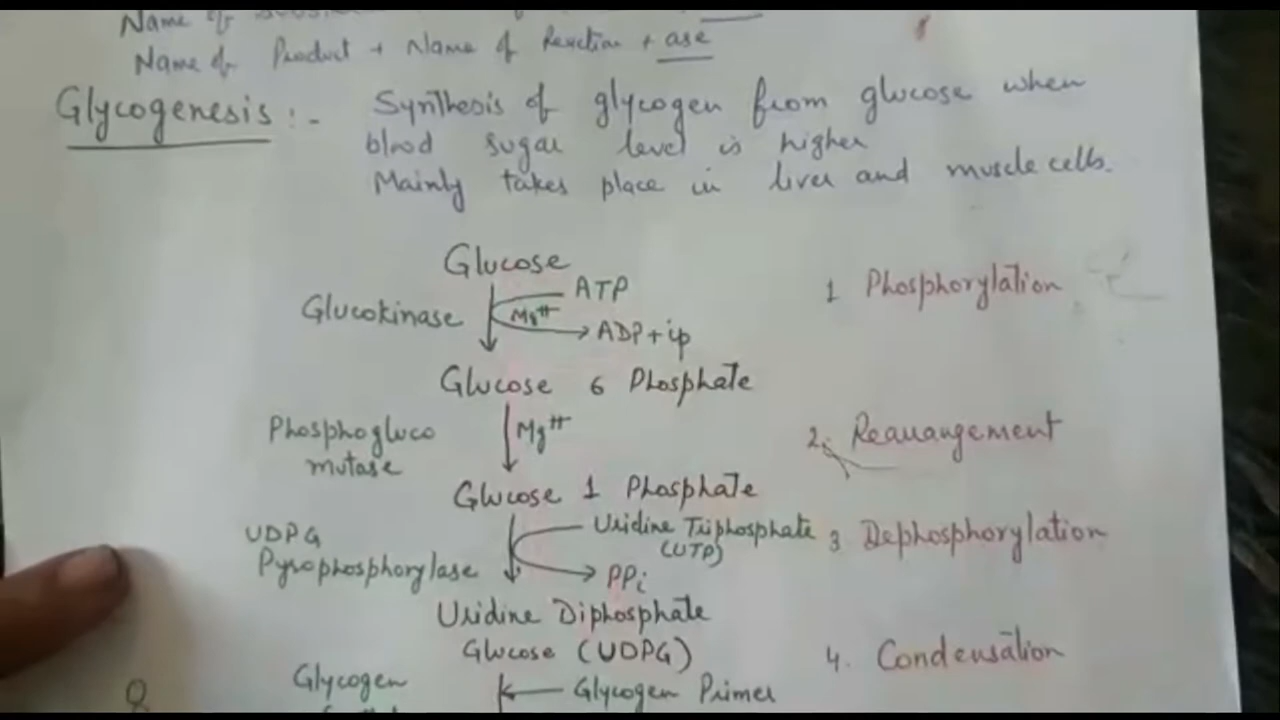 Name of
Name of Product + Name of Reaction + ase
Glycogenesis :- Synthesis of glycogen from glucose when
blood sugar level is higher
Mainly takes place in liver and muscle cells.
Glucose
ATP
1 Phosphorylation
Glucokinase
Mg++
ADP + ip
Glucose 6 Phosphate
Phosphogluco
mutase
Mg++
2. Rearrangement
Glucose 1 Phosphate
UDPG
Pyrophosphorylase
Uridine Triphosphate
(UTP)
3 Dephosphorylation
PPi
Uridine Diphosphate
Glucose (UDPG)
4. Condensation
Glycogen
Glycogen Primer